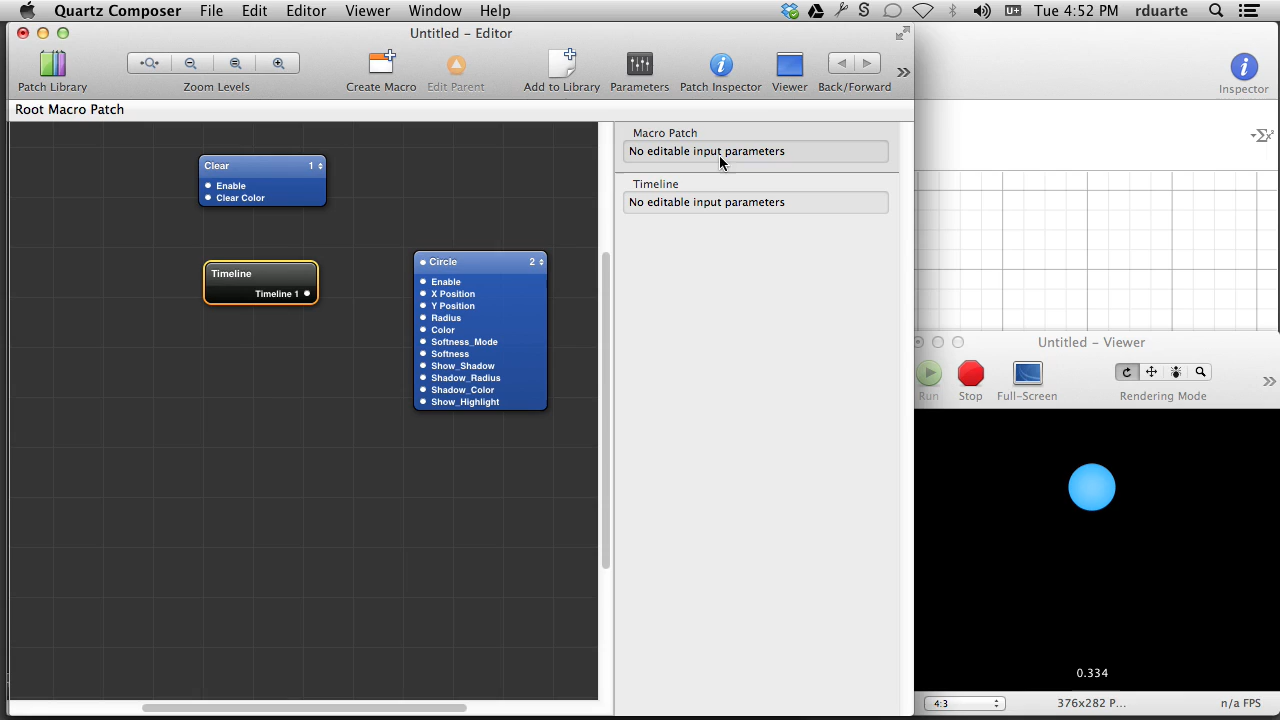 Quartz Composer File Edit Editor Viewer Window Help Tue 4:52 PM rduarte
Untitled – Editor
Patch Library Zoom Levels Create Macro Edit Parent Add to Library Parameters Patch Inspector Viewer Back/Forward
Inspector
Root Macro Patch
Macro Patch
No editable input parameters
Timeline
No editable input parameters
Clear 1
Enable
Clear Color
Timeline
Timeline 1
Circle 2
Enable
X Position
Y Position
Radius
Color
Softness_Mode
Softness
Show_Shadow
Shadow_Radius
Shadow_Color
Show_Highlight
Untitled – Viewer
Run Stop Full-Screen Rendering Mode
0.334
4:3 376x282 P... n/a FPS